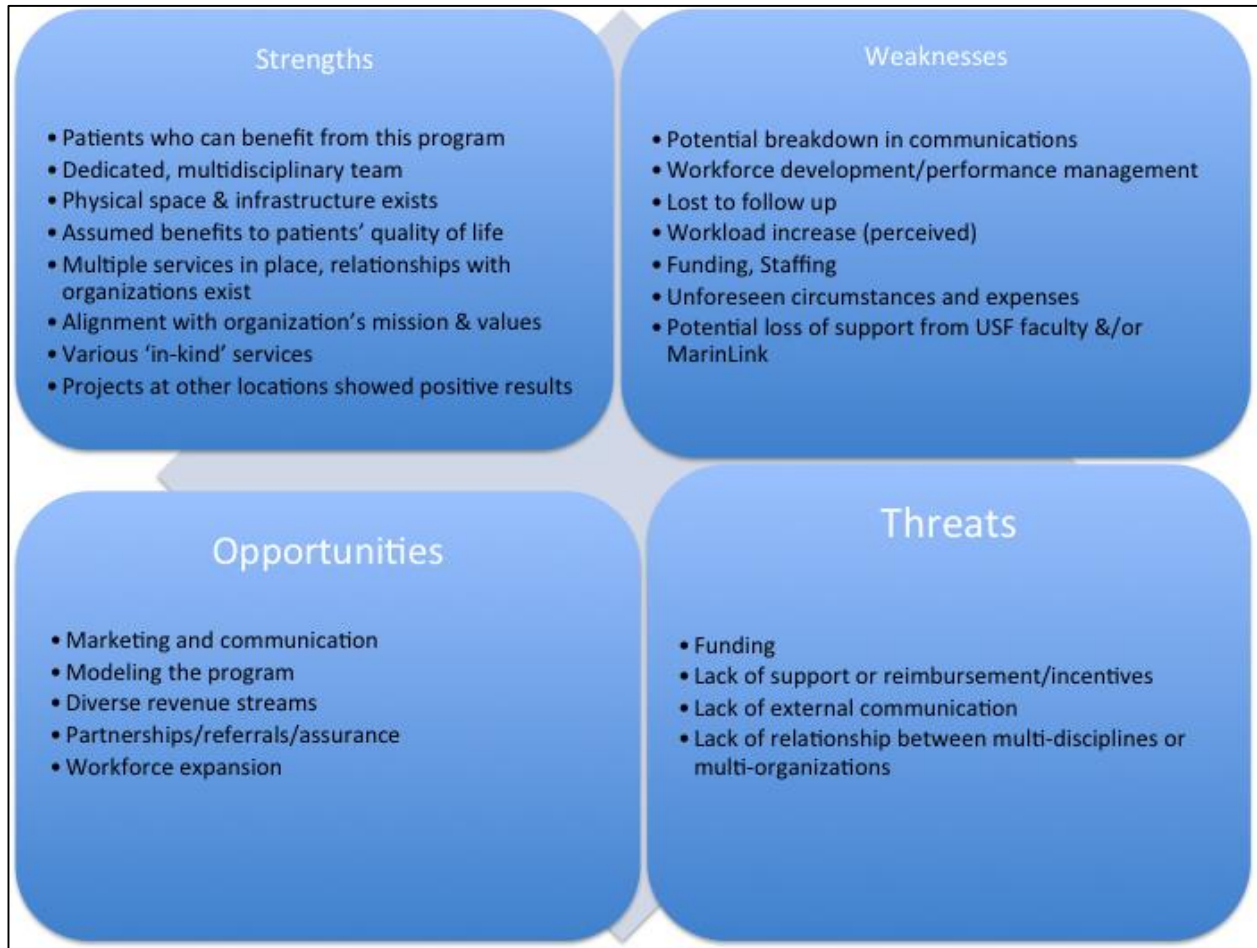 Strengths
• Patients who can benefit from this program
• Dedicated, multidisciplinary team
• Physical space & infrastructure exists
• Assumed benefits to patients' quality of life
• Multiple services in place, relationships with
organizations exist
• Alignment with organization's mission & values
• Various 'in-kind' services
• Projects at other locations showed positive results
Weaknesses
• Potential breakdown in communications
• Workforce development/performance management
• Lost to follow up
• Workload increase (perceived)
• Funding, Staffing
• Unforeseen circumstances and expenses
• Potential loss of support from USF faculty &/or
MarinLink
Opportunities
• Marketing and communication
• Modeling the program
• Diverse revenue streams
• Partnerships/referrals/assurance
• Workforce expansion
Threats
• Funding
• Lack of support or reimbursement/incentives
• Lack of external communication
• Lack of relationship between multi-disciplines or
multi-organizations